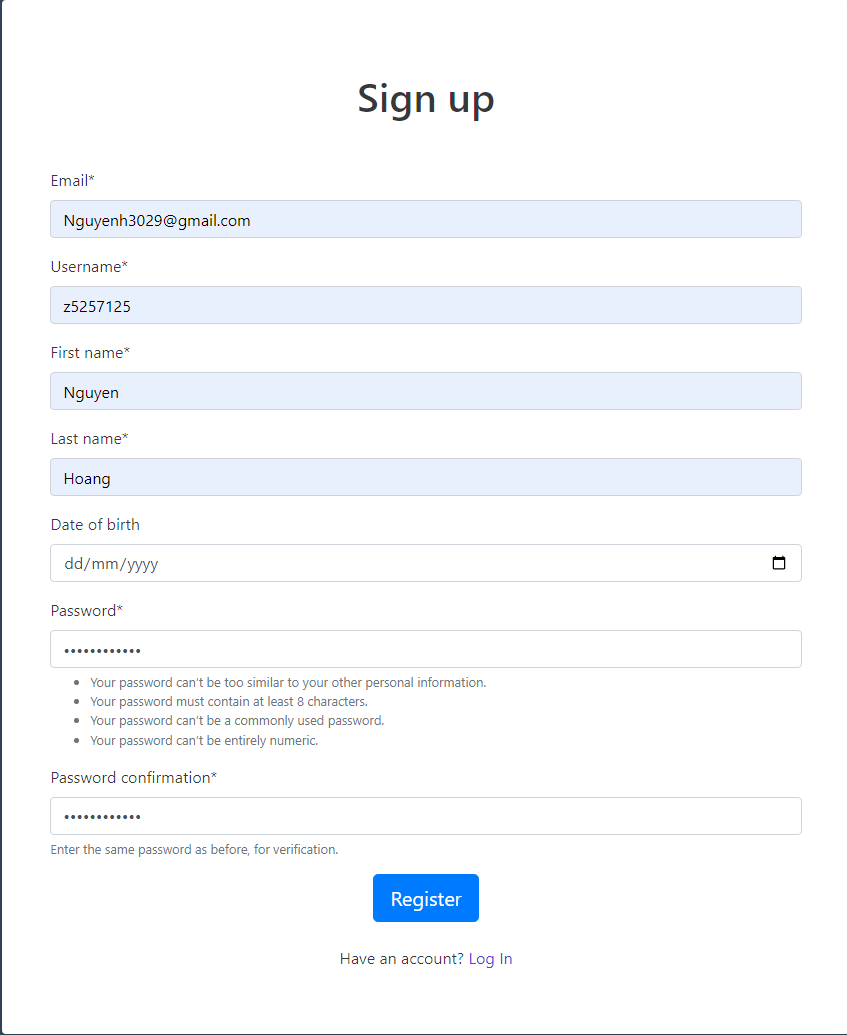 Sign up
Email*
Nguyenh3029@gmail.com
Username*
z5257125
First name*
Nguyen
Last name*
Hoang
Date of birth
dd/mm/yyyy
Password*
••••••••••••
Your password can't be too similar to your other personal information.
Your password must contain at least 8 characters.
Your password can't be a commonly used password.
Your password can't be entirely numeric.
Password confirmation*
••••••••••••
Enter the same password as before, for verification.
Register
Have an account? Log In